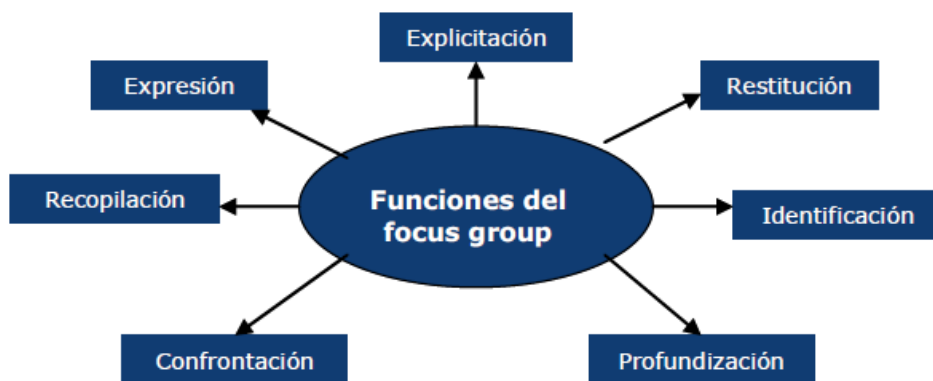 Explicitación
Expresión
Restitución
Recopilación
Funciones del
focus group
Identificación
Confrontación
Profundización